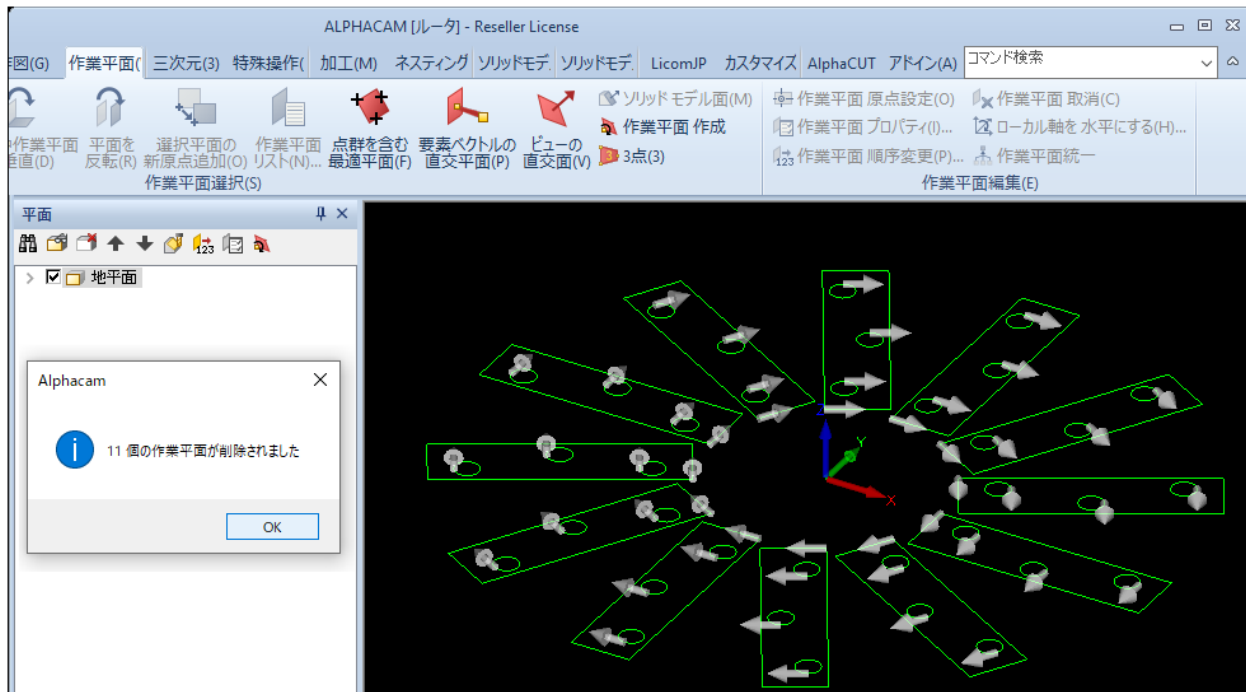 ALPHACAM [ルータ] - Reseller License
図(G) 作業平面( 三次元(3) 特殊操作( 加工(M) ネスティング ソリッドモデ. ソリッドモデ. LicomJP カスタマイズ AlphaCUT アドイン(A) コマンド検索
作業平面 垂直(D)
平面を 反転(R)
選択平面の 新原点追加(O)
作業平面 リスト(N)...
点群を含む 最適平面(F)
要素ベクトルの 直交平面(P)
ビューの 直交面(V)
ソリッド モデル面(M)
作業平面 作成
3点(3)
作業平面選択(S)
作業平面 原点設定(O)
作業平面 プロパティ(I)...
作業平面 順序変更(P)...
作業平面 取消(C)
ローカル軸を 水平にする(H)...
作業平面統一
作業平面編集(E)
平面
123
地平面
Alphacam
11 個の作業平面が削除されました
OK
Z
Y
X